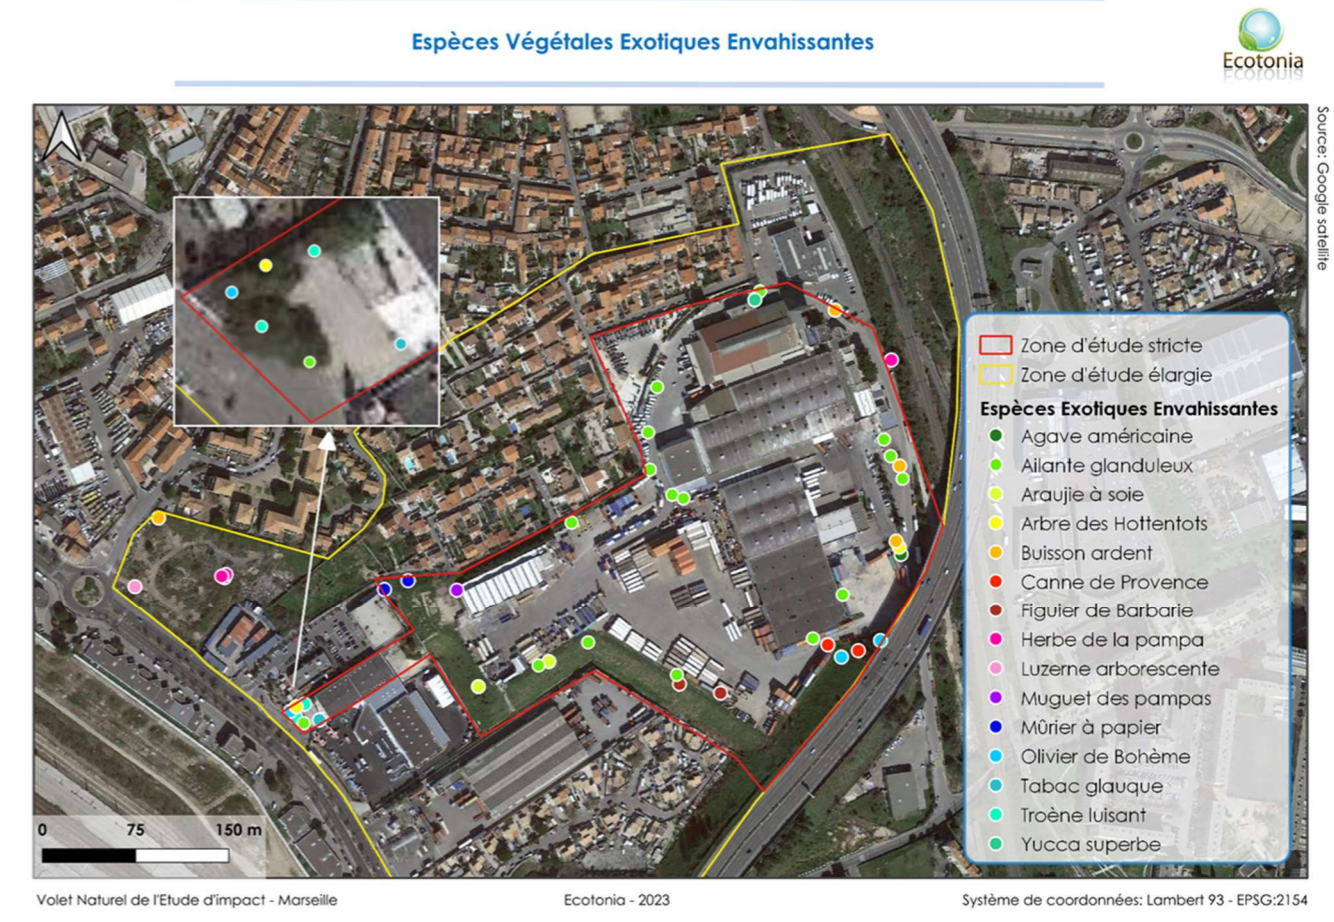 Espèces Végétales Exotiques Envahissantes
Ecotonia
Source: Google satellite
Zone d'étude stricte
Zone d'étude élargie
Espèces Exotiques Envahissantes
Agave américaine
Ailante glanduleux
Araujie à soie
Arbre des Hottentots
Buisson ardent
Canne de Provence
Figuier de Barbarie
Herbe de la pampa
Luzerne arborescente
Muguet des pampas
Mûrier à papier
Olivier de Bohème
Tabac glauque
Troène luisant
Yucca superbe
0 75 150 m
Volet Naturel de l'Etude d'impact - Marseille
Ecotonia - 2023
Système de coordonnées: Lambert 93 - EPSG:2154